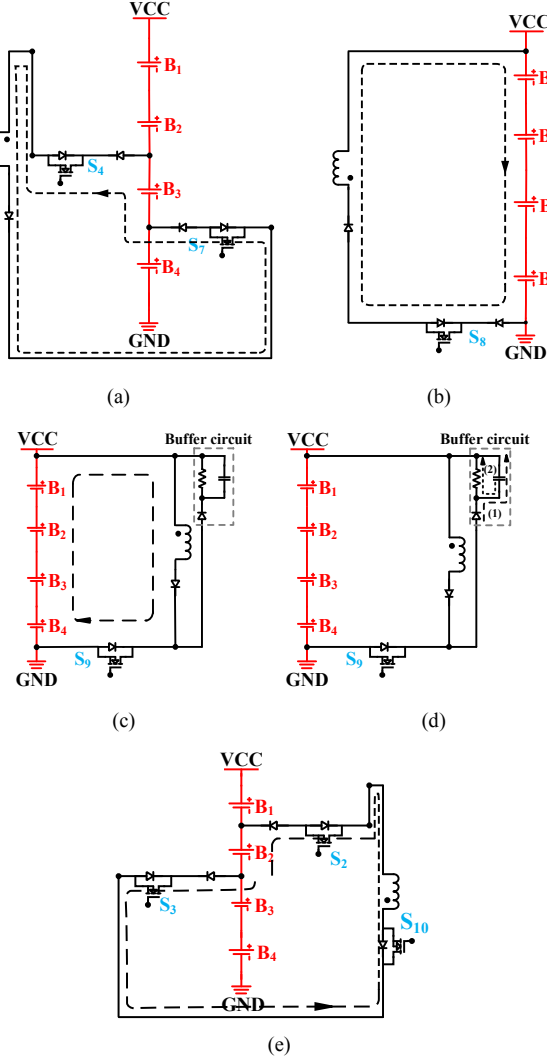 VCC
B1
B2
S4
B3
S7
B4
GND
(a)
VCC
B
B
B
B
S8
GND
(b)
VCC
Buffer circuit
B1
B2
B3
B4
S9
GND
(c)
VCC
Buffer circuit
(2)
(1)
B1
B2
B3
B4
S9
GND
(d)
VCC
B1
B2
S2
S3
B3
S10
B4
GND
(e)